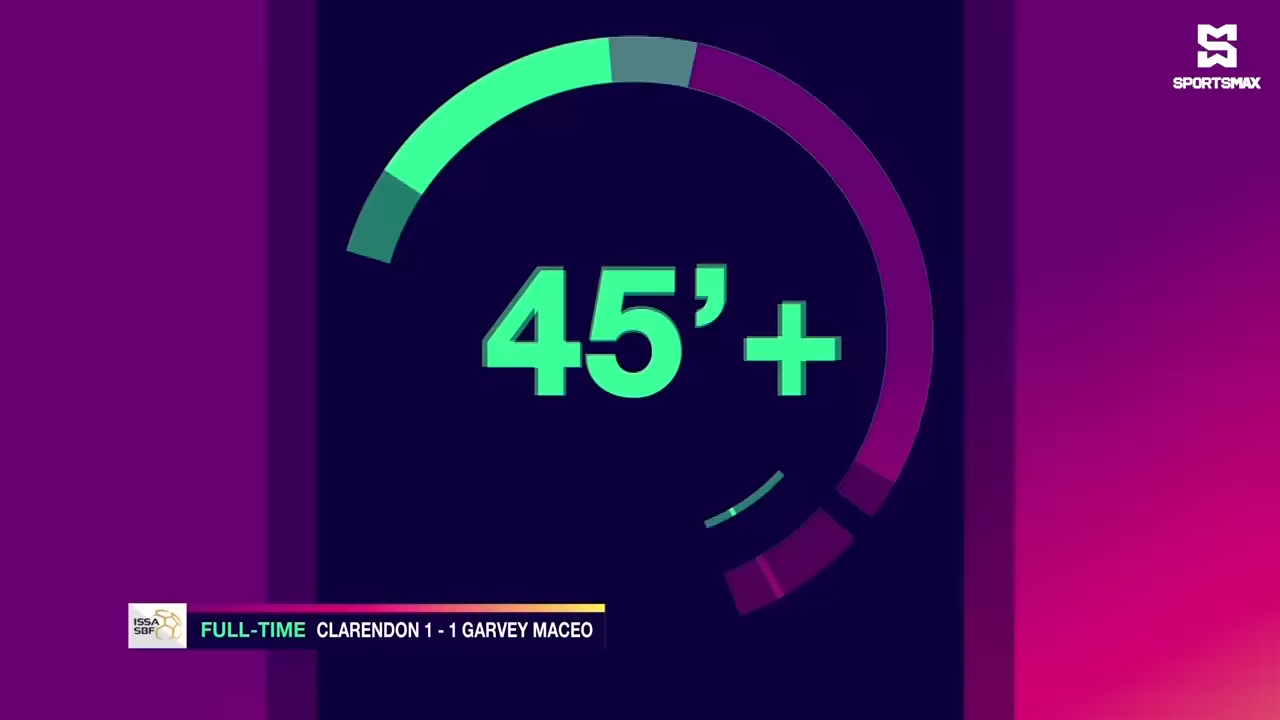 SPORTSMAX
45’+
ISSA
SBF
FULL-TIME CLARENDON 1 - 1 GARVEY MACEO